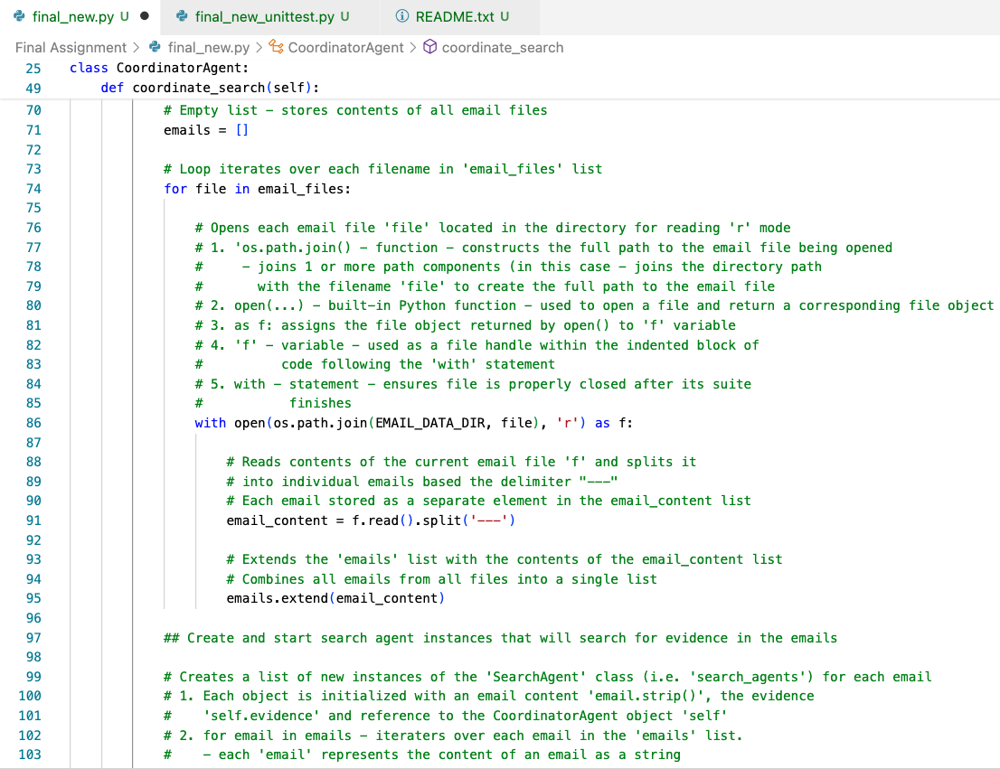 final_new.py U ● final_new_unittest.py U README.txt U
Final Assignment > final_new.py > CoordinatorAgent > coordinate_search
25 class CoordinatorAgent:
49 def coordinate_search(self):
70 # Empty list – stores contents of all email files
71 emails = []
72
73 # Loop iterates over each filename in 'email_files' list
74 for file in email_files:
75
76 # Opens each email file 'file' located in the directory for reading 'r' mode
77 # 1. 'os.path.join() – function – constructs the full path to the email file being opened
78 #     – joins 1 or more path components (in this case – joins the directory path
79 #       with the filename 'file' to create the full path to the email file
80 # 2. open(...) – built-in Python function – used to open a file and return a corresponding file object
81 # 3. as f: assigns the file object returned by open() to 'f' variable
82 # 4. 'f' – variable – used as a file handle within the indented block of
83 #          code following the 'with' statement
84 # 5. with – statement – ensures file is properly closed after its suite
85 #           finishes
86 with open(os.path.join(EMAIL_DATA_DIR, file), 'r') as f:
87
88 # Reads contents of the current email file 'f' and splits it
89 # into individual emails based the delimiter "---"
90 # Each email stored as a separate element in the email_content list
91 email_content = f.read().split('---')
92
93 # Extends the 'emails' list with the contents of the email_content list
94 # Combines all emails from all files into a single list
95 emails.extend(email_content)
96
97 ## Create and start search agent instances that will search for evidence in the emails
98
99 # Creates a list of new instances of the 'SearchAgent' class (i.e. 'search_agents') for each email
100 # 1. Each object is initialized with an email content 'email.strip()', the evidence
101 #    'self.evidence' and reference to the CoordinatorAgent object 'self'
102 # 2. for email in emails – iteraters over each email in the 'emails' list.
103 #    – each 'email' represents the content of an email as a string